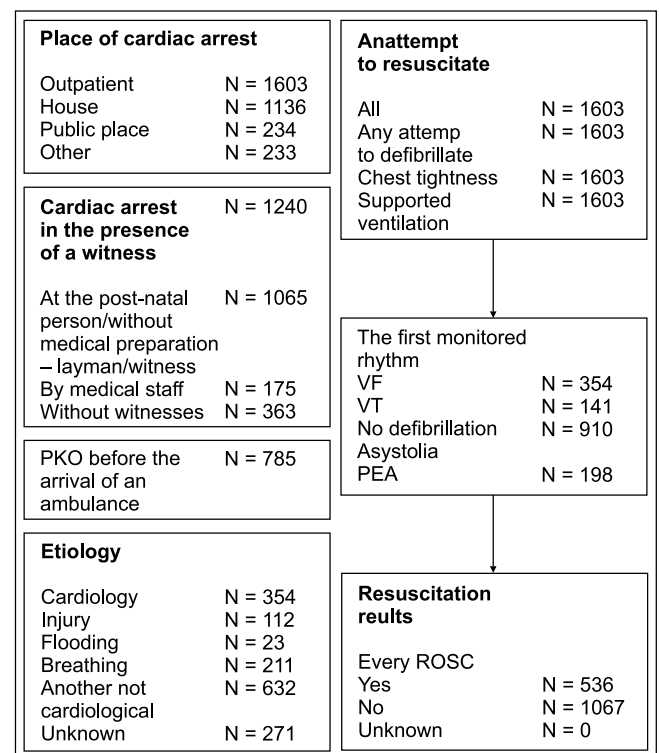 Place of cardiac arrest
Outpatient N = 1603
House N = 1136
Public place N = 234
Other N = 233
Cardiac arrest N = 1240
in the presence
of a witness
At the post-natal N = 1065
person/without
medical preparation
– layman/witness
By medical staff N = 175
Without witnesses N = 363
PKO before the N = 785
arrival of an
ambulance
Etiology
Cardiology N = 354
Injury N = 112
Flooding N = 23
Breathing N = 211
Another not N = 632
cardiological
Unknown N = 271
Anattempt
to resuscitate
All N = 1603
Any attemp N = 1603
to defibrillate
Chest tightness N = 1603
Supported N = 1603
ventilation
The first monitored
rhythm
VF N = 354
VT N = 141
No defibrillation N = 910
Asystolia
PEA N = 198
Resuscitation
reults
Every ROSC
Yes N = 536
No N = 1067
Unknown N = 0